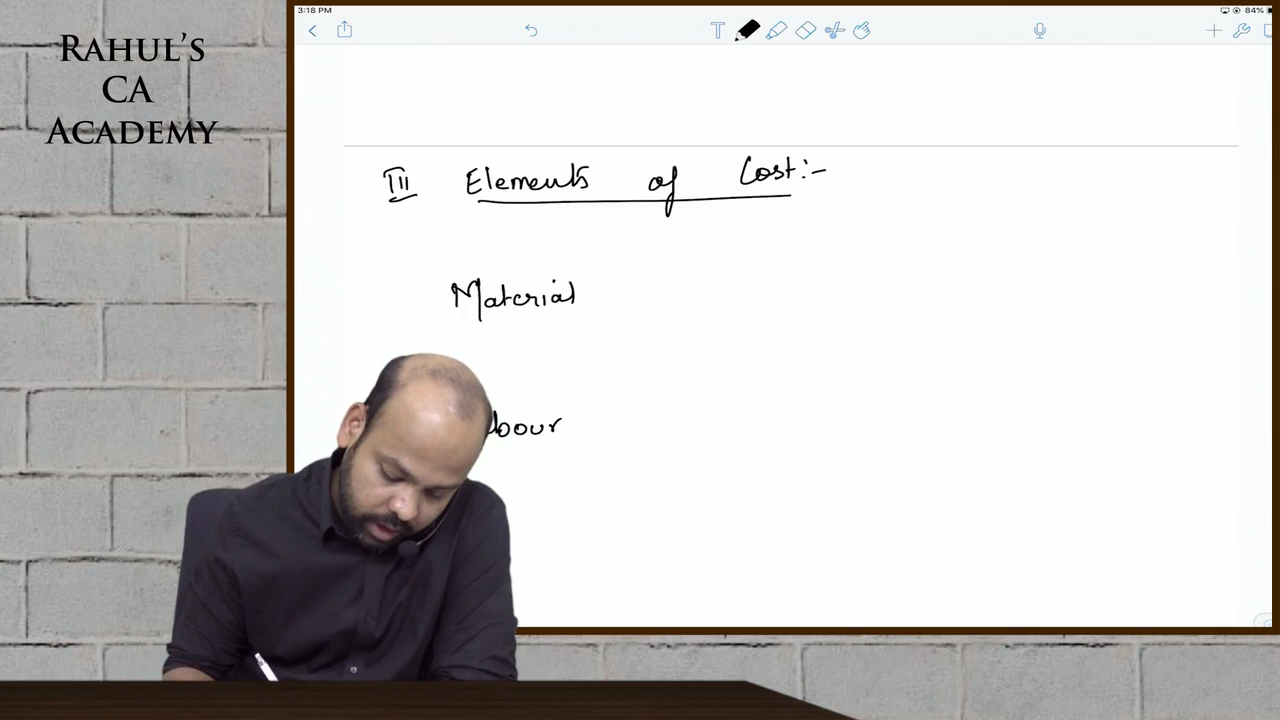 RAHUL'S
CA
ACADEMY
3:18 PM
84%
T
III Elements of Cost:-
Material
bour